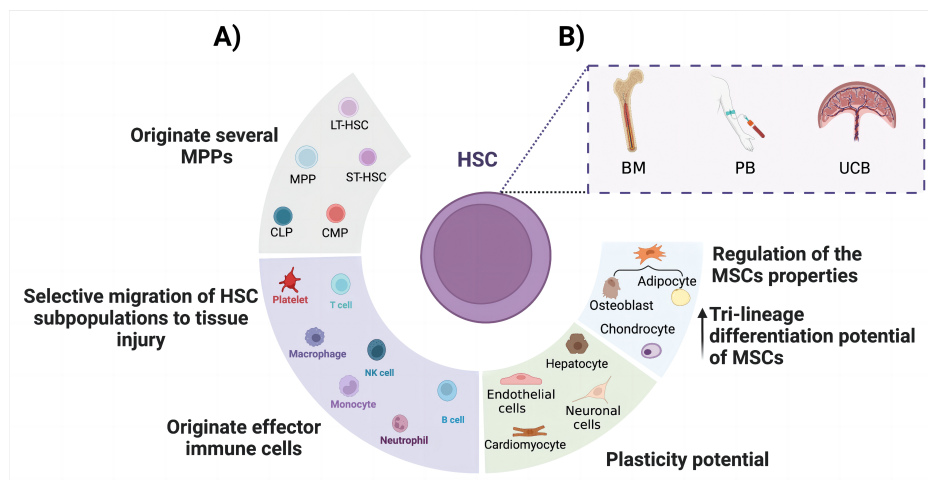 A)
B)
Originate several
MPPs
LT-HSC
MPP
ST-HSC
CLP
CMP
HSC
BM
PB
UCB
Selective migration of HSC
subpopulations to tissue
injury
Platelet
T cell
Macrophage
NK cell
Monocyte
B cell
Neutrophil
Originate effector
immune cells
Regulation of the
MSCs properties
Adipocyte
Osteoblast
Chondrocyte
Tri-lineage
differentiation potential
of MSCs
Hepatocyte
Endothelial
cells
Neuronal
cells
Cardiomyocyte
Plasticity potential